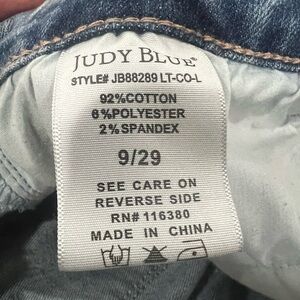 JUDY BLUE
STYLE# JB88289 LT-CO-L
92%COTTON
6%POLYESTER
2%SPANDEX
9/29
SEE CARE ON
REVERSE SIDE
RN# 116380
MADE IN CHINA